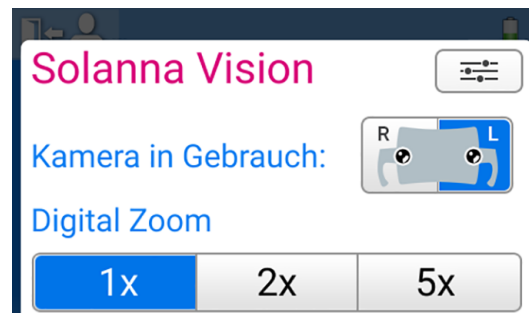 Solanna Vision
Kamera in Gebrauch:
R L
Digital Zoom
1x 2x 5x